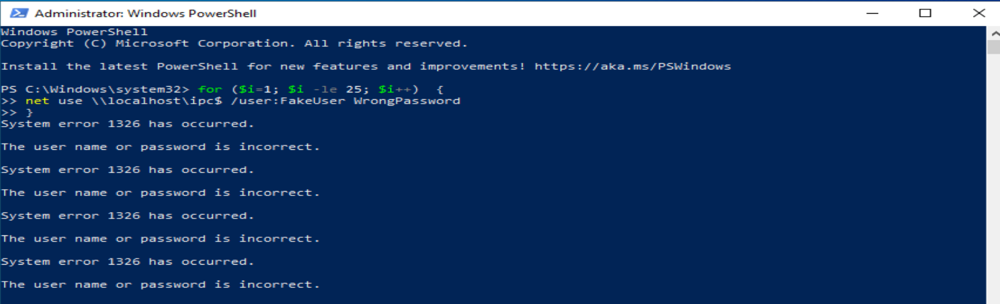 Administrator: Windows PowerShell
Windows PowerShell
Copyright (C) Microsoft Corporation. All rights reserved.
Install the latest PowerShell for new features and improvements! https://aka.ms/PSWindows
PS C:\Windows\system32> for ($i=1; $i -le 25; $i++)  {
>> net use \\localhost\ipc$ /user:FakeUser WrongPassword
>> }
System error 1326 has occurred.
The user name or password is incorrect.
System error 1326 has occurred.
The user name or password is incorrect.
System error 1326 has occurred.
The user name or password is incorrect.
System error 1326 has occurred.
The user name or password is incorrect.